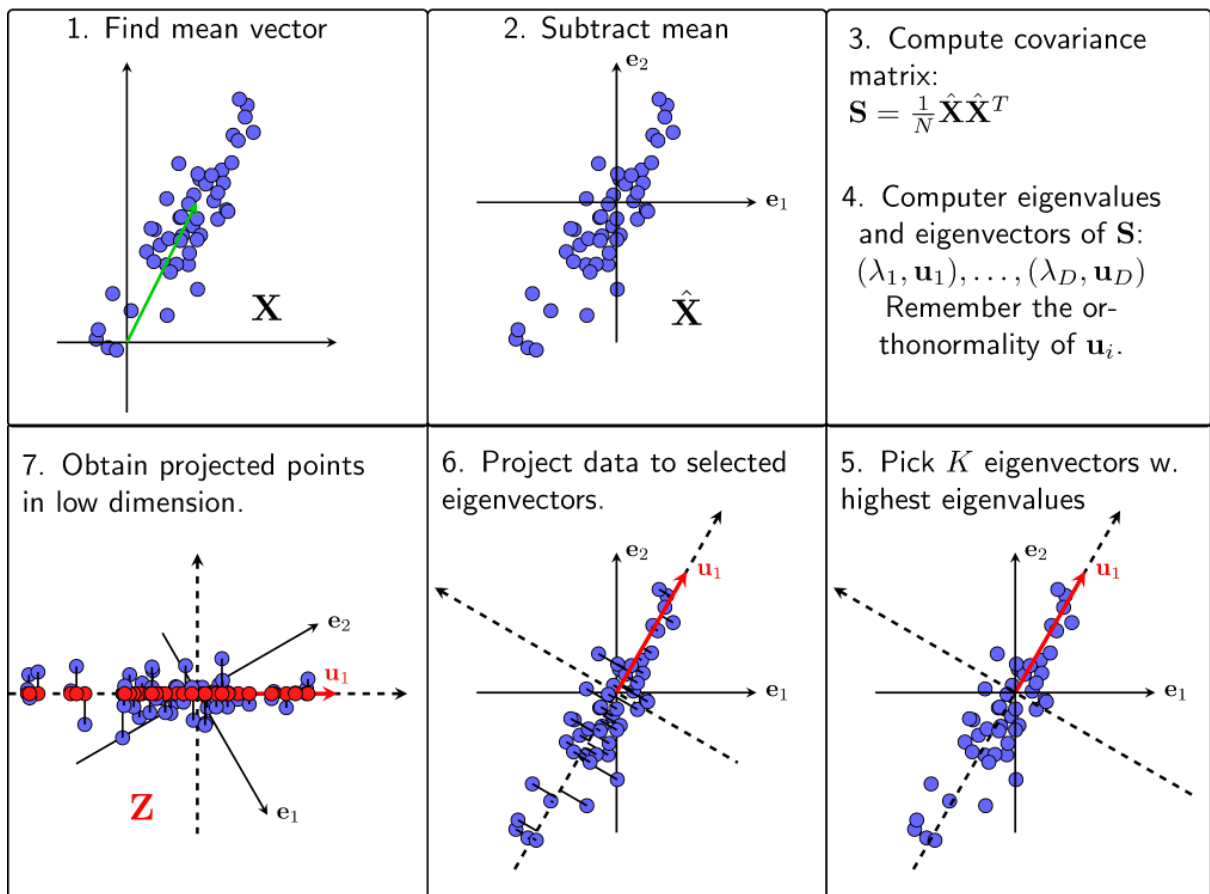 1. Find mean vector
X
2. Subtract mean
e₂
e₁
X̂
3. Compute covariance
matrix:
S = 1/N X̂X̂ᵀ
4. Computer eigenvalues
and eigenvectors of S:
(λ₁, u₁), . . . , (λ_D, u_D)
Remember the or-
thonormality of uᵢ.
7. Obtain projected points
in low dimension.
e₂
u₁
Z
e₁
6. Project data to selected
eigenvectors.
e₂
u₁
e₁
5. Pick K eigenvectors w.
highest eigenvalues
e₂
u₁
e₁